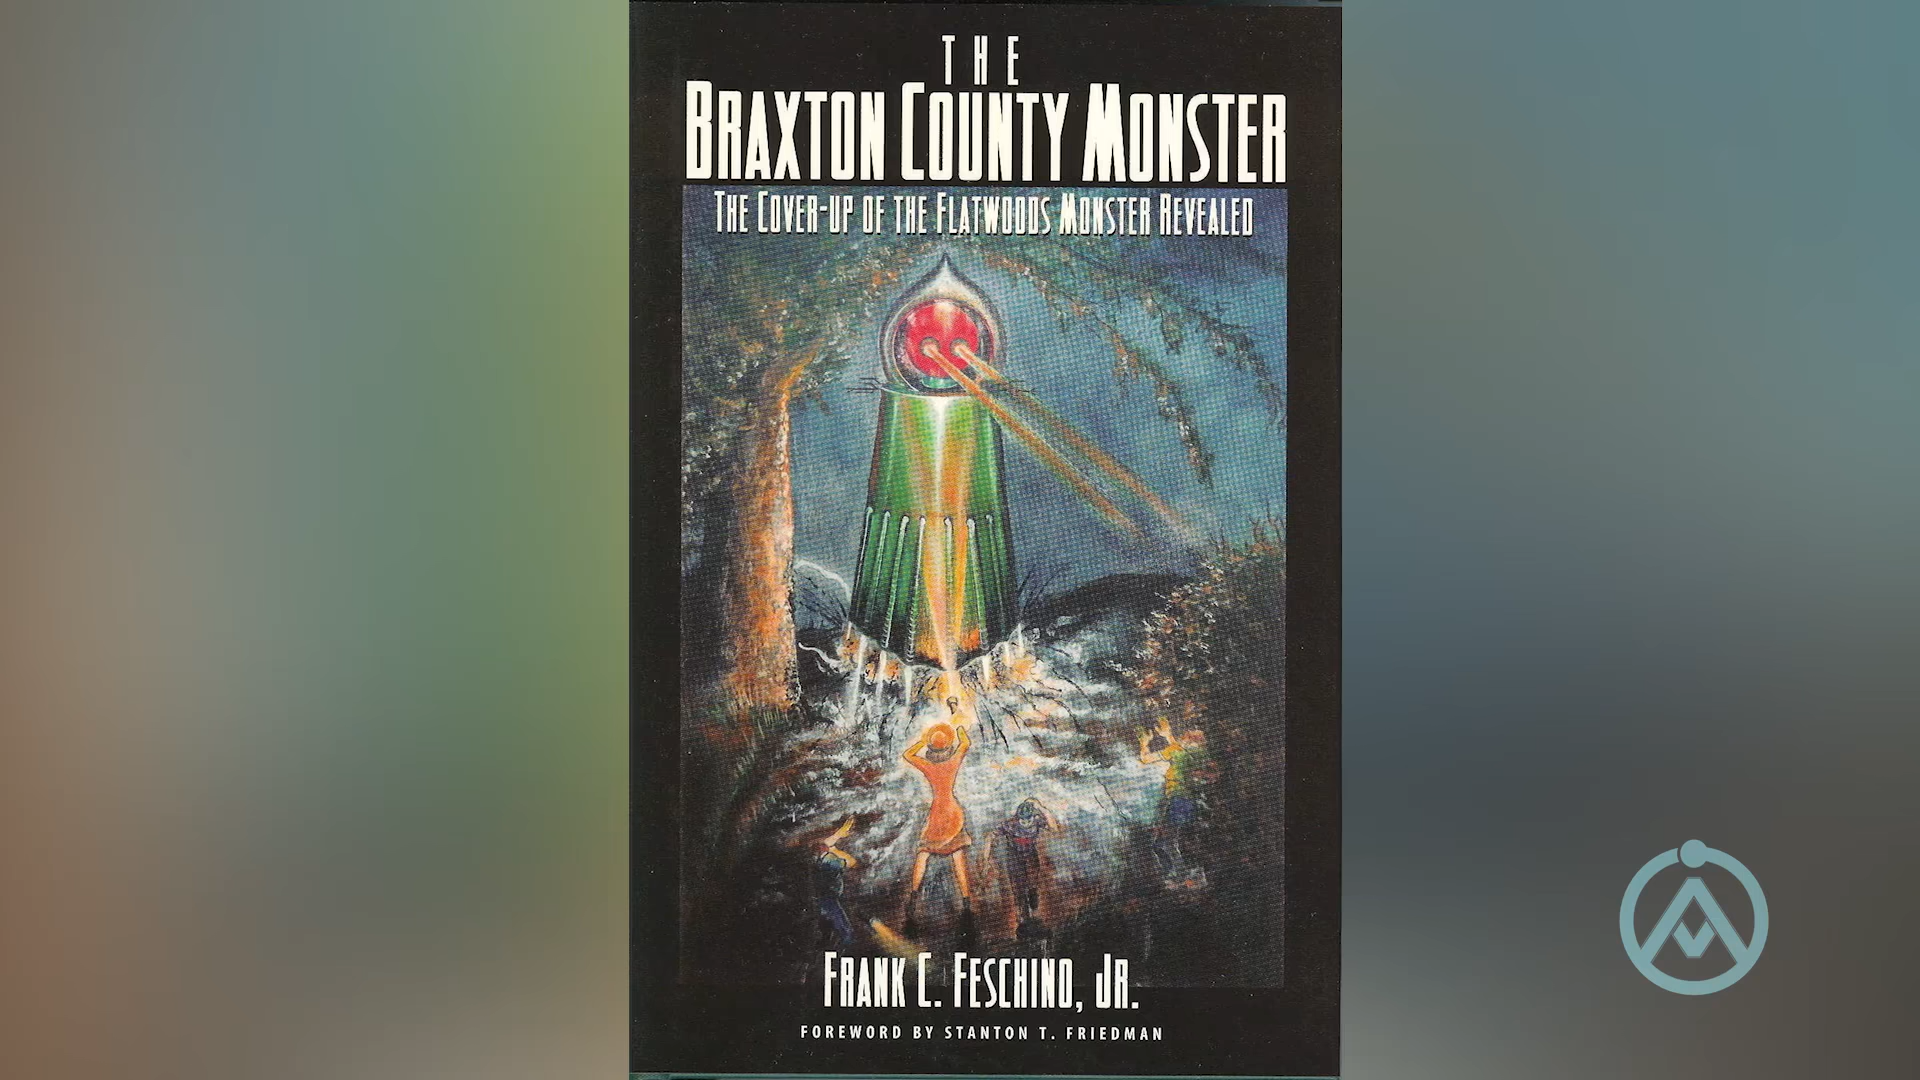 THE
BRAXTON COUNTY MONSTER
THE COVER-UP OF THE FLATWOODS MONSTER REVEALED
FRANK C. FESCHINO, JR.
FOREWORD BY STANTON T. FRIEDMAN